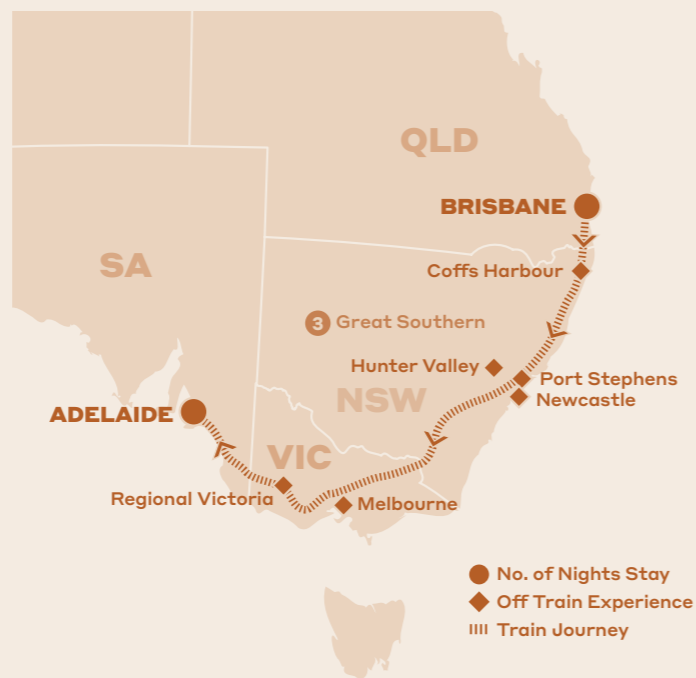 QLD
BRISBANE
SA
Coffs Harbour
3 Great Southern
Hunter Valley
Port Stephens
NSW
Newcastle
ADELAIDE
VIC
Regional Victoria
Melbourne
No. of Nights Stay
Off Train Experience
Train Journey